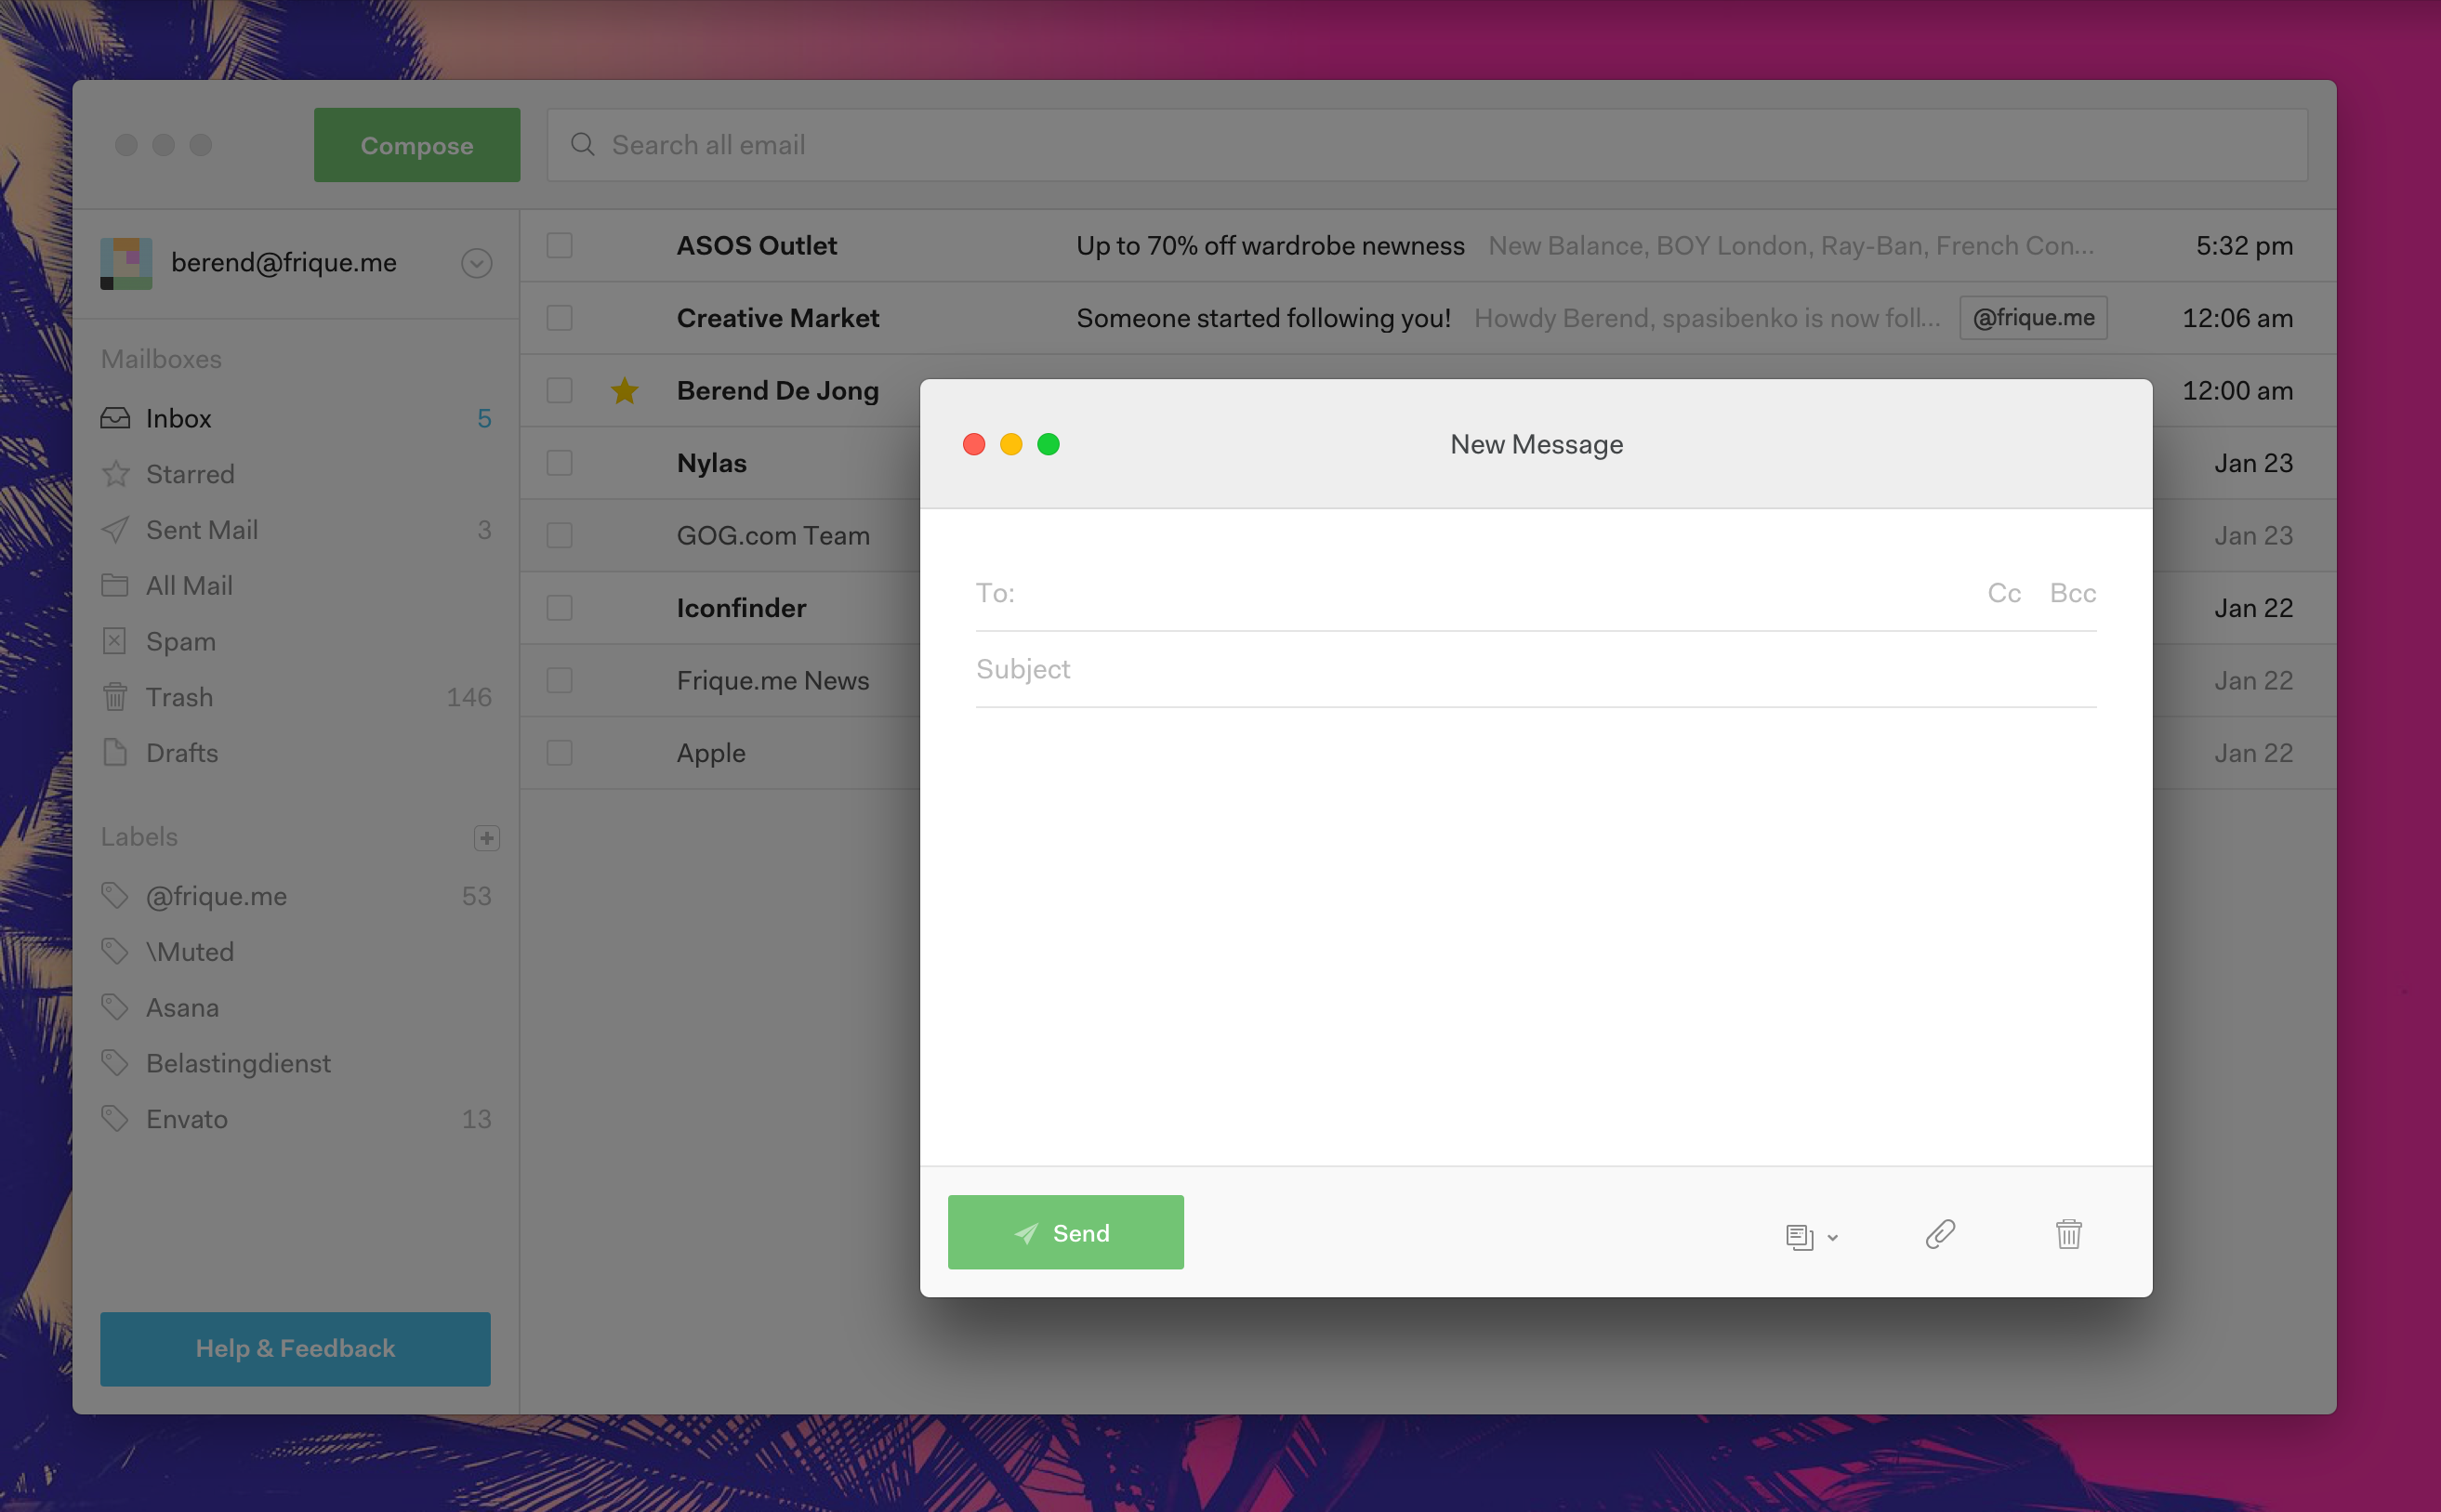 Compose
Search all email
berend@frique.me
Mailboxes
Inbox 5
Starred
Sent Mail 3
All Mail
Spam
Trash 146
Drafts
Labels
@frique.me 53
\Muted
Asana
Belastingdienst
Envato 13
Help & Feedback
ASOS Outlet Up to 70% off wardrobe newness New Balance, BOY London, Ray-Ban, French Con... 5:32 pm
Creative Market Someone started following you! Howdy Berend, spasibenko is now foll... @frique.me 12:06 am
Berend De Jong 12:00 am
Nylas Jan 23
GOG.com Team Jan 23
Iconfinder Jan 22
Frique.me News Jan 22
Apple Jan 22
New Message
To: Cc Bcc
Subject
Send